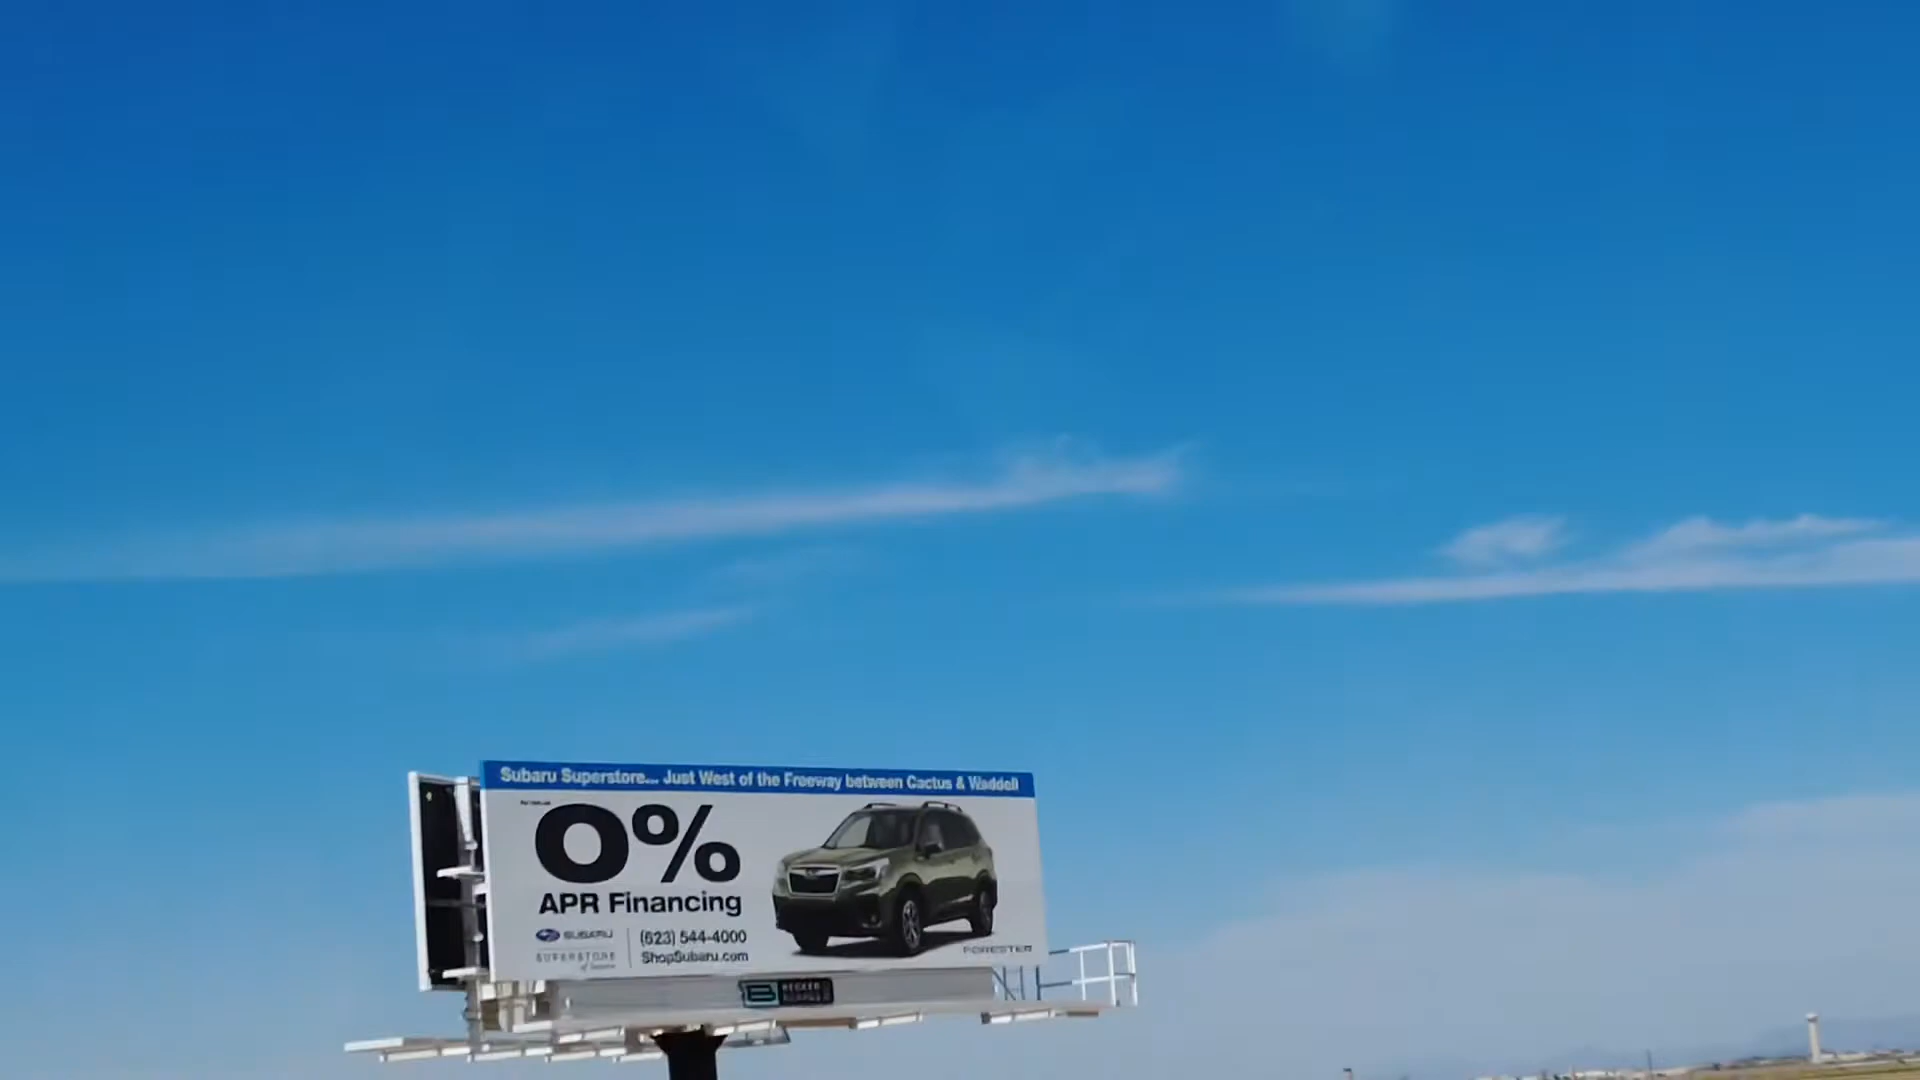 Subaru Superstore... Just West of the Freeway between Cactus & Waddell
0%
APR Financing
SUBARU
SUPERSTORE
(623) 544-4000
ShopSubaru.com
FORESTER
BECKER